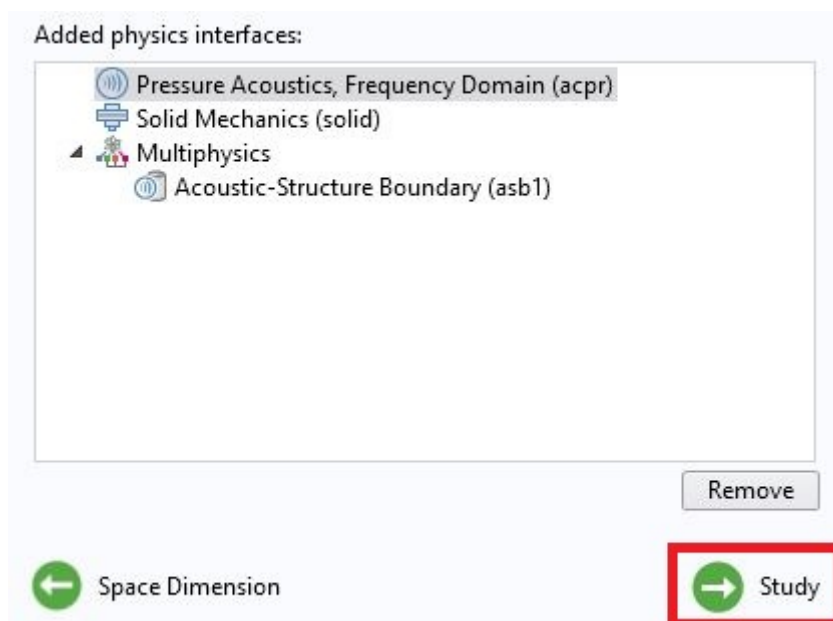 Added physics interfaces:
Pressure Acoustics, Frequency Domain (acpr)
Solid Mechanics (solid)
Multiphysics
Acoustic-Structure Boundary (asb1)
Remove
Space Dimension
Study